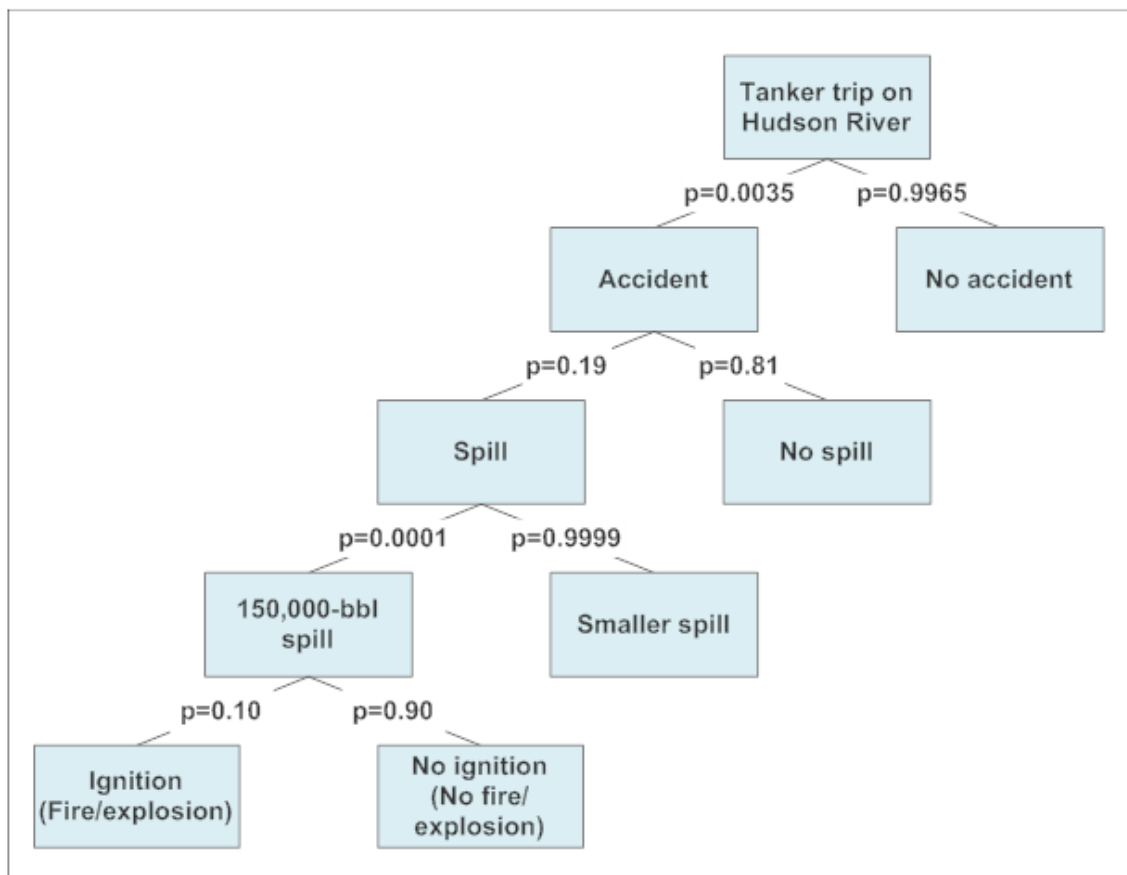 Tanker trip on
Hudson River
p=0.0035
p=0.9965
Accident
No accident
p=0.19
p=0.81
Spill
No spill
p=0.0001
p=0.9999
150,000-bbl
spill
Smaller spill
p=0.10
p=0.90
Ignition
(Fire/explosion)
No ignition
(No fire/
explosion)